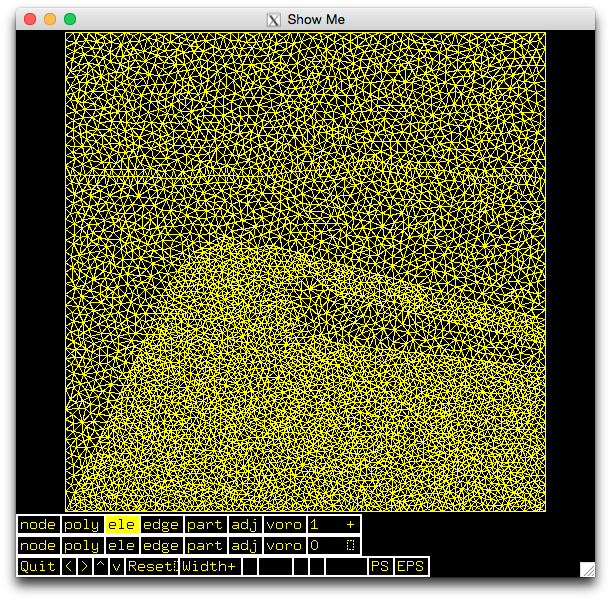 Show Me
node poly ele edge part adj voro 1 +
node poly ele edge part adj voro 0
Quit < > ^ v Reset Width+ PS EPS